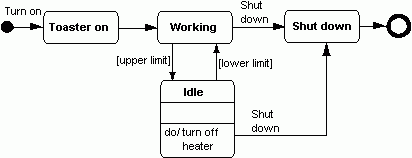 Turn on
Toaster on
Working
Shut
down
Shut down
[upper limit]
[lower limit]
Idle
do/ turn off
heater
Shut
down